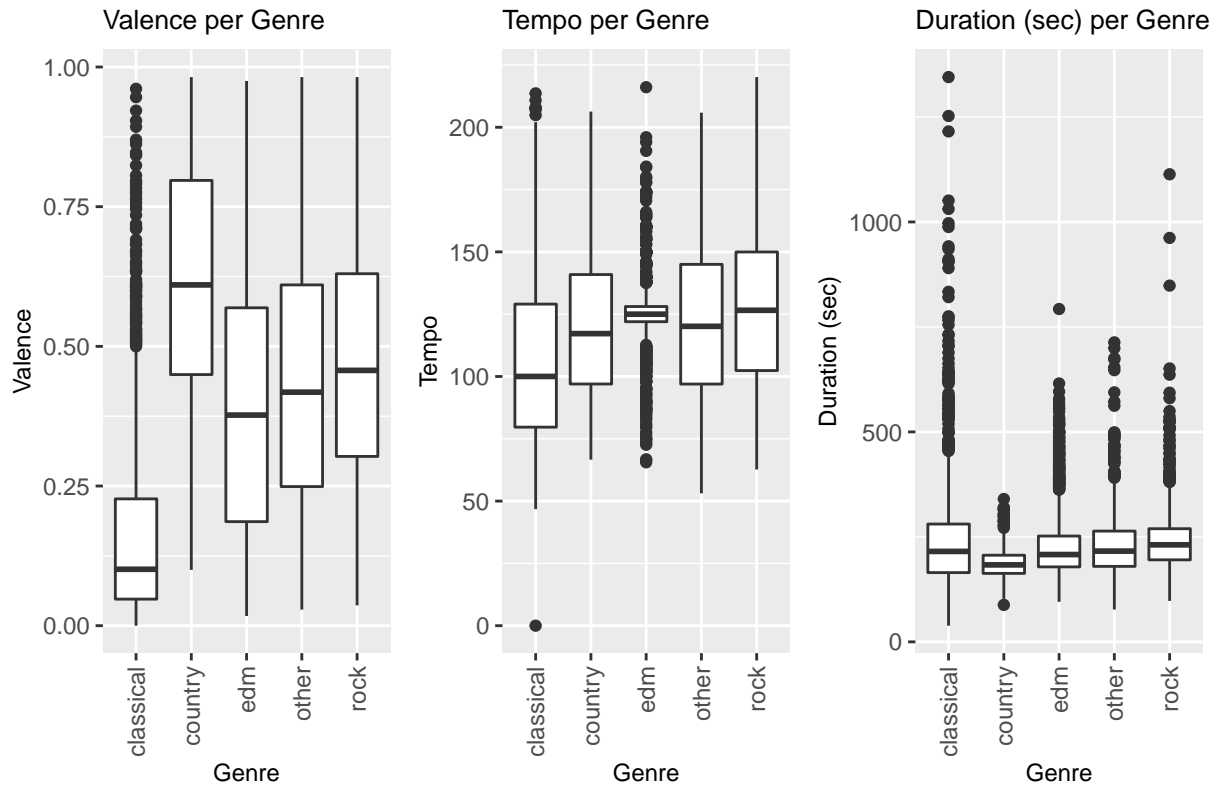 Valence per Genre
1.00
0.75
0.50
0.25
0.00
Valence
classical
country
edm
other
rock
Genre
Tempo per Genre
200
150
100
50
0
Tempo
classical
country
edm
other
rock
Genre
Duration (sec) per Genre
1000
500
0
Duration (sec)
classical
country
edm
other
rock
Genre